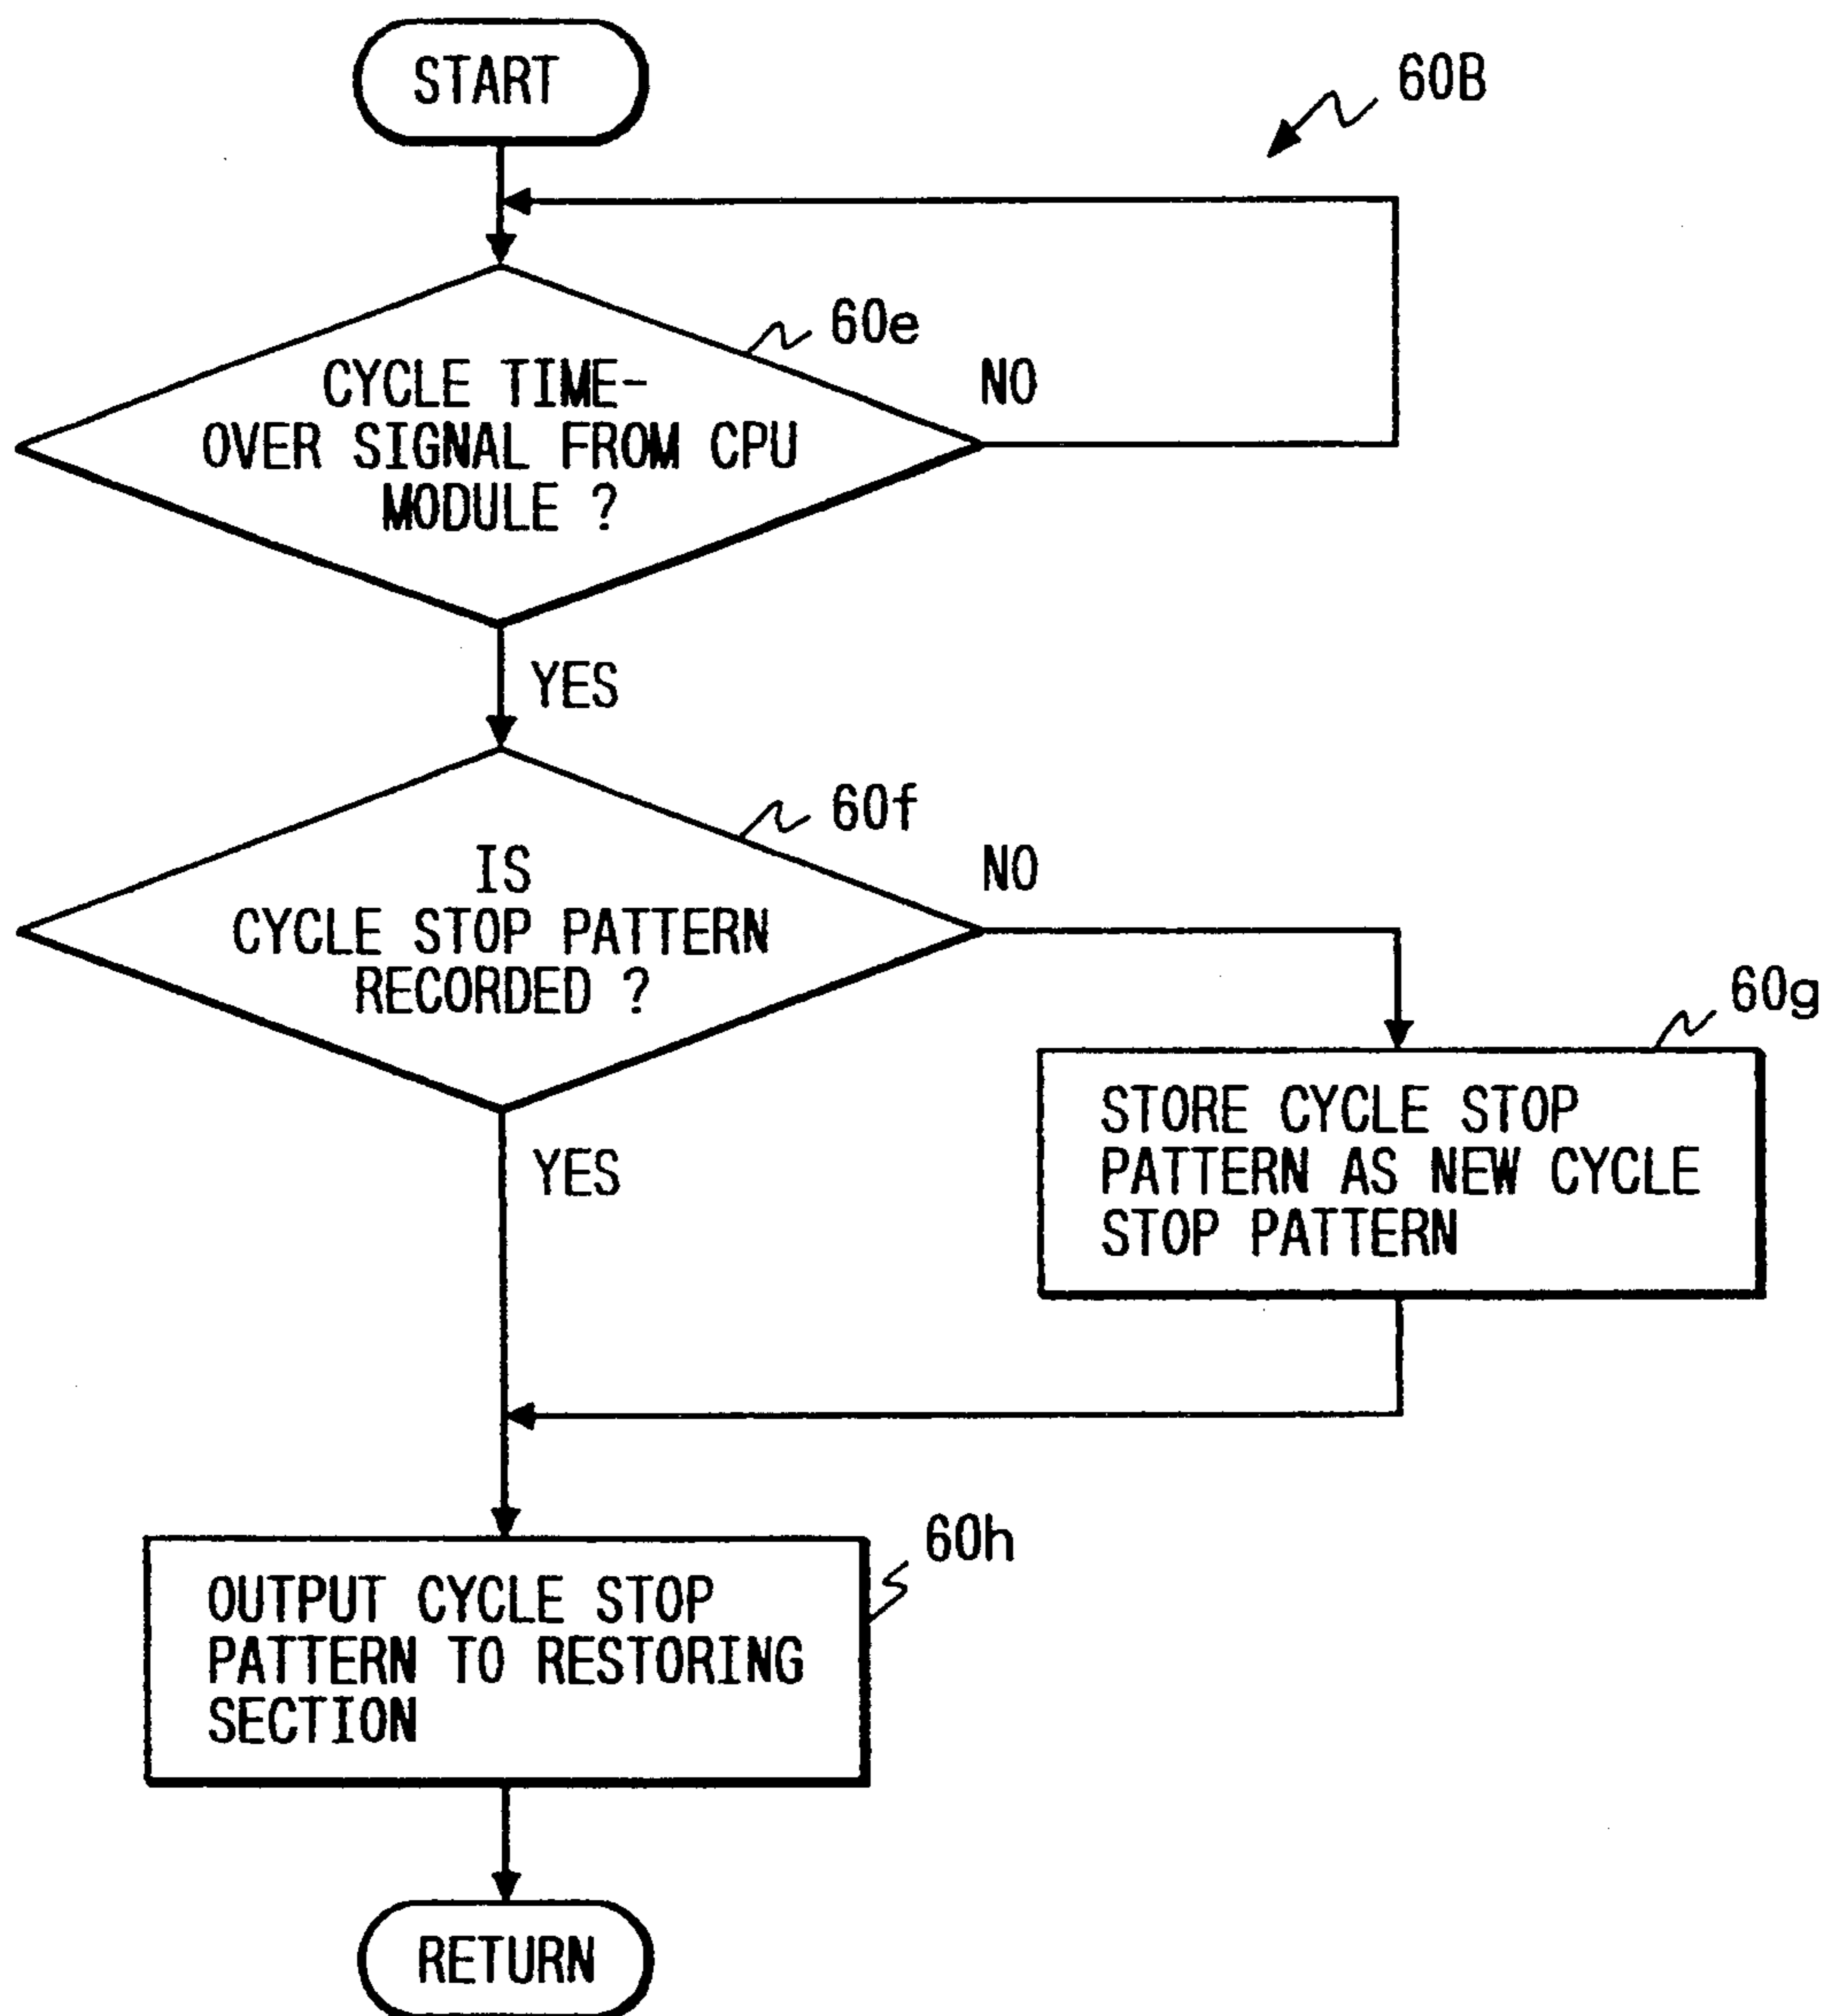 START
60B
60e
CYCLE TIME-
OVER SIGNAL FROM CPU
MODULE ?
NO
YES
60f
IS
CYCLE STOP PATTERN
RECORDED ?
NO
60g
STORE CYCLE STOP
PATTERN AS NEW CYCLE
STOP PATTERN
YES
60h
OUTPUT CYCLE STOP
PATTERN TO RESTORING
SECTION
RETURN